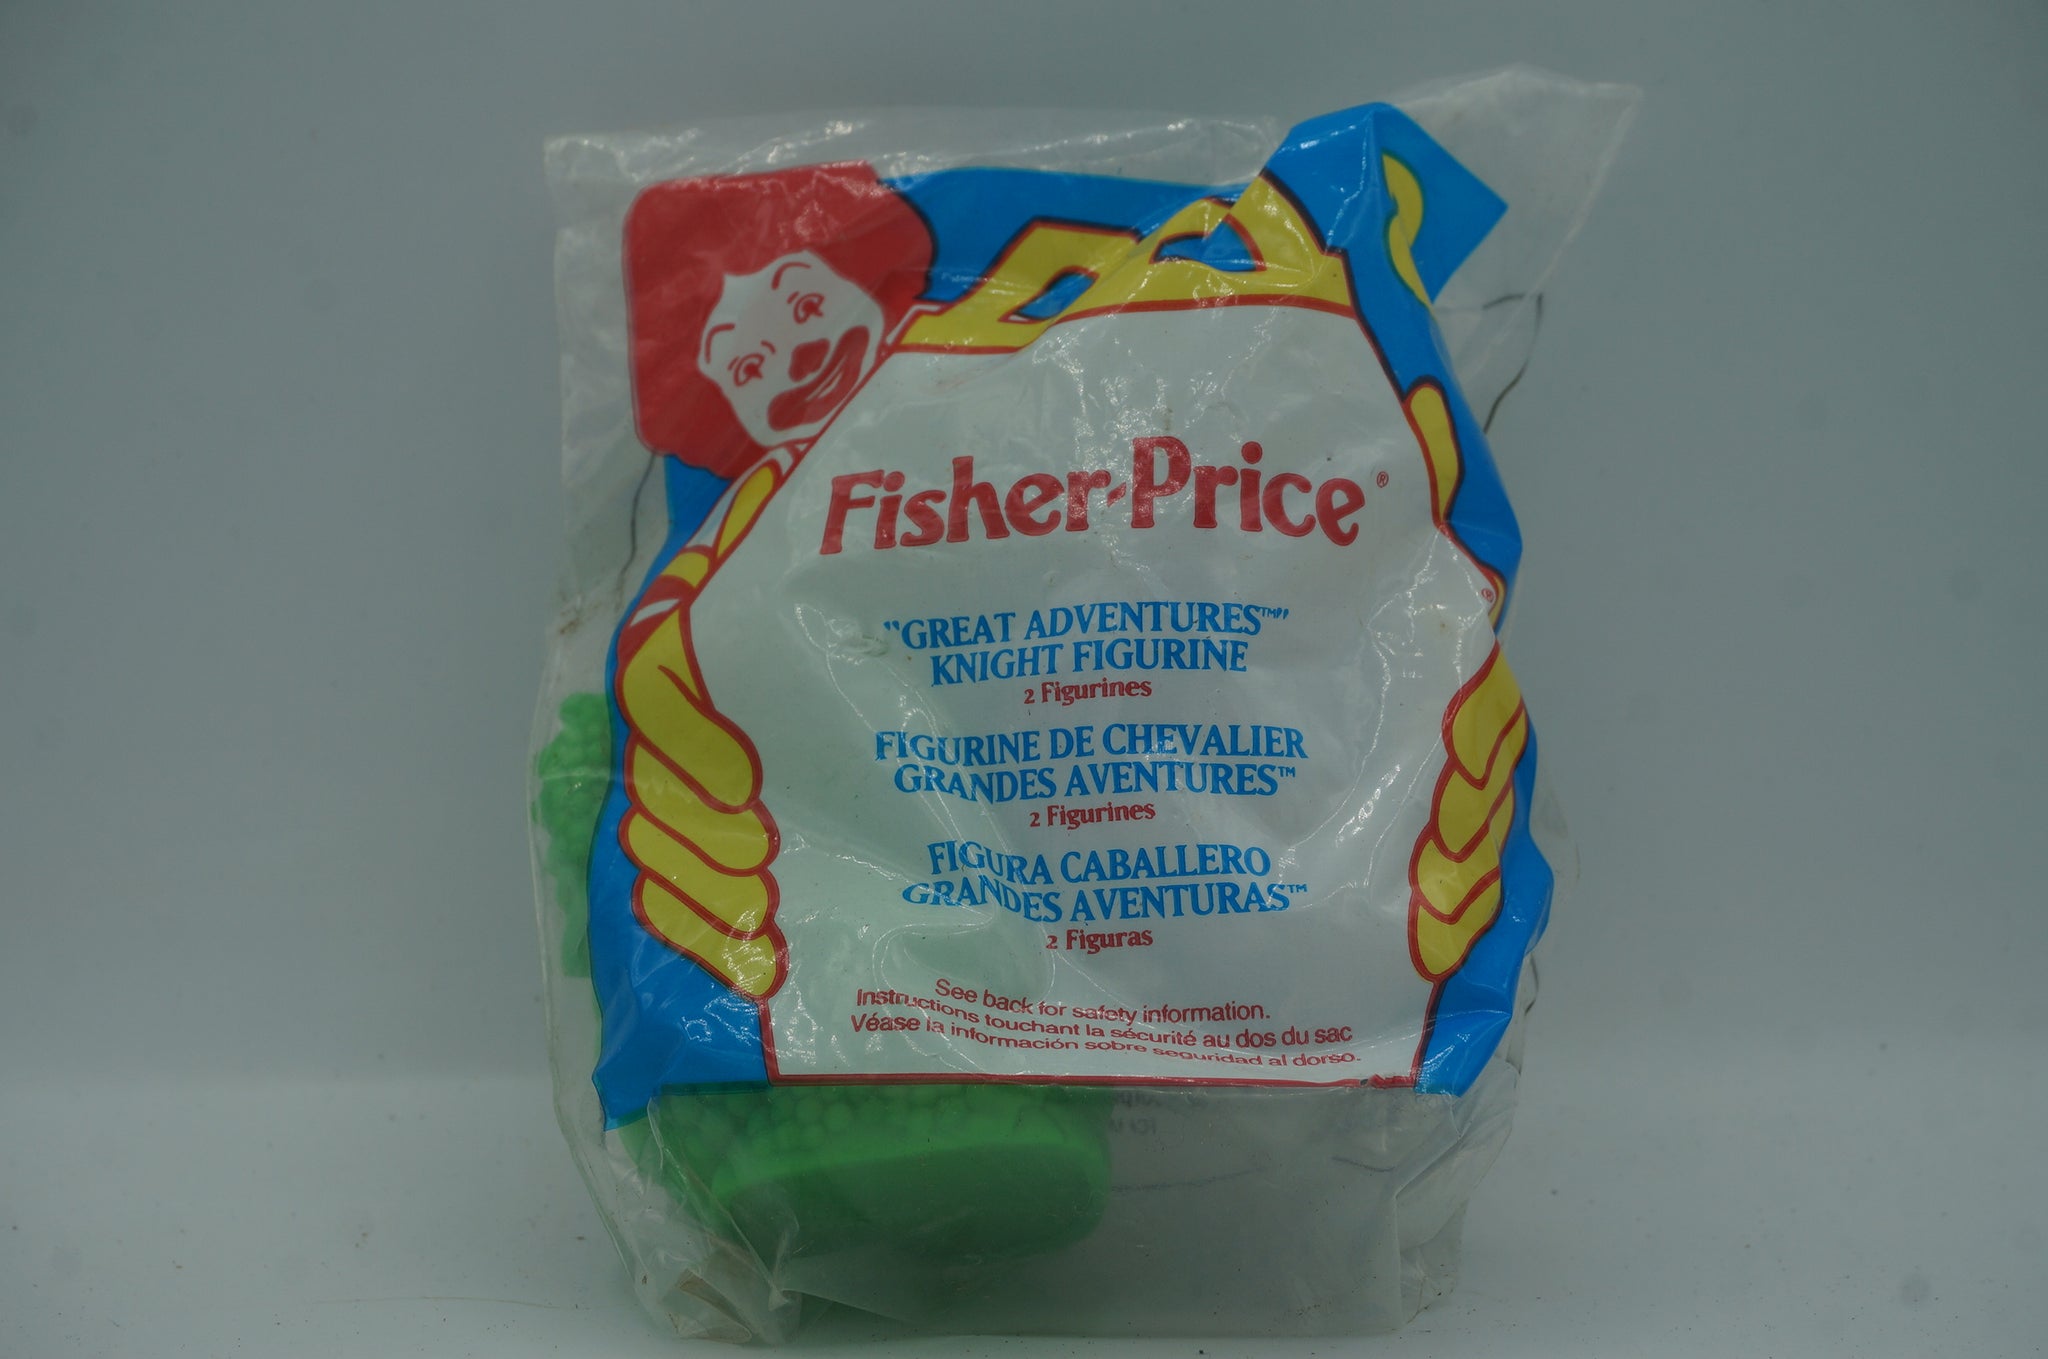 Fisher-Price®
"GREAT ADVENTURES™"
KNIGHT FIGURINE
2 Figurines
FIGURINE DE CHEVALIER
GRANDES AVENTURES™
2 Figurines
FIGURA CABALLERO
GRANDES AVENTURAS™
2 Figuras
See back for safety information.
Instructions touchant la sécurité au dos du sac
Véase la información sobre seguridad al dorso.